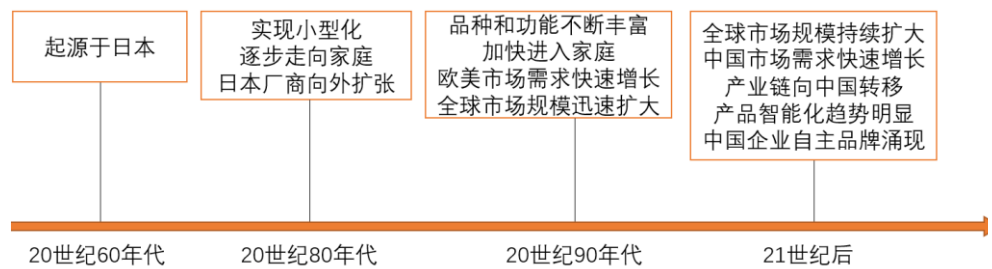 起源于日本
实现小型化
逐步走向家庭
日本厂商向外扩张
品种和功能不断丰富
加快进入家庭
欧美市场需求快速增长
全球市场规模迅速扩大
全球市场规模持续扩大
中国市场需求快速增长
产业链向中国转移
产品智能化趋势明显
中国企业自主品牌涌现
20世纪60年代
20世纪80年代
20世纪90年代
21世纪后